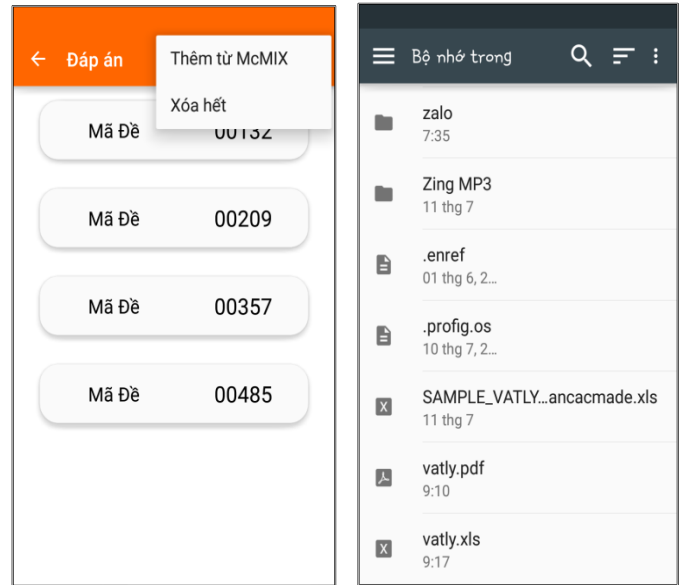 Đáp án
Thêm từ McMIX
Xóa hết
Mã Đề 00132
Mã Đề 00209
Mã Đề 00357
Mã Đề 00485
Bộ nhớ trong
zalo
7:35
Zing MP3
11 thg 7
.enref
01 thg 6, 2...
.profig.os
10 thg 7, 2...
SAMPLE_VATLY...ancacmade.xls
11 thg 7
vatly.pdf
9:10
vatly.xls
9:17